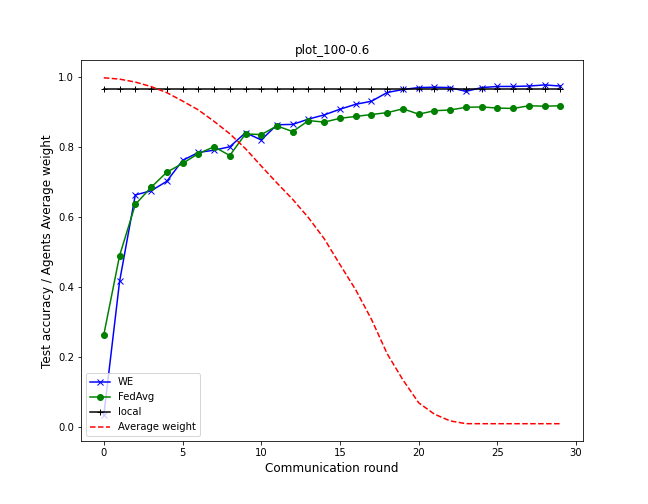 plot_100-0.6
Test accuracy / Agents Average weight
1.0
0.8
0.6
0.4
0.2
0.0
WE
FedAvg
local
Average weight
0 5 10 15 20 25 30
Communication round